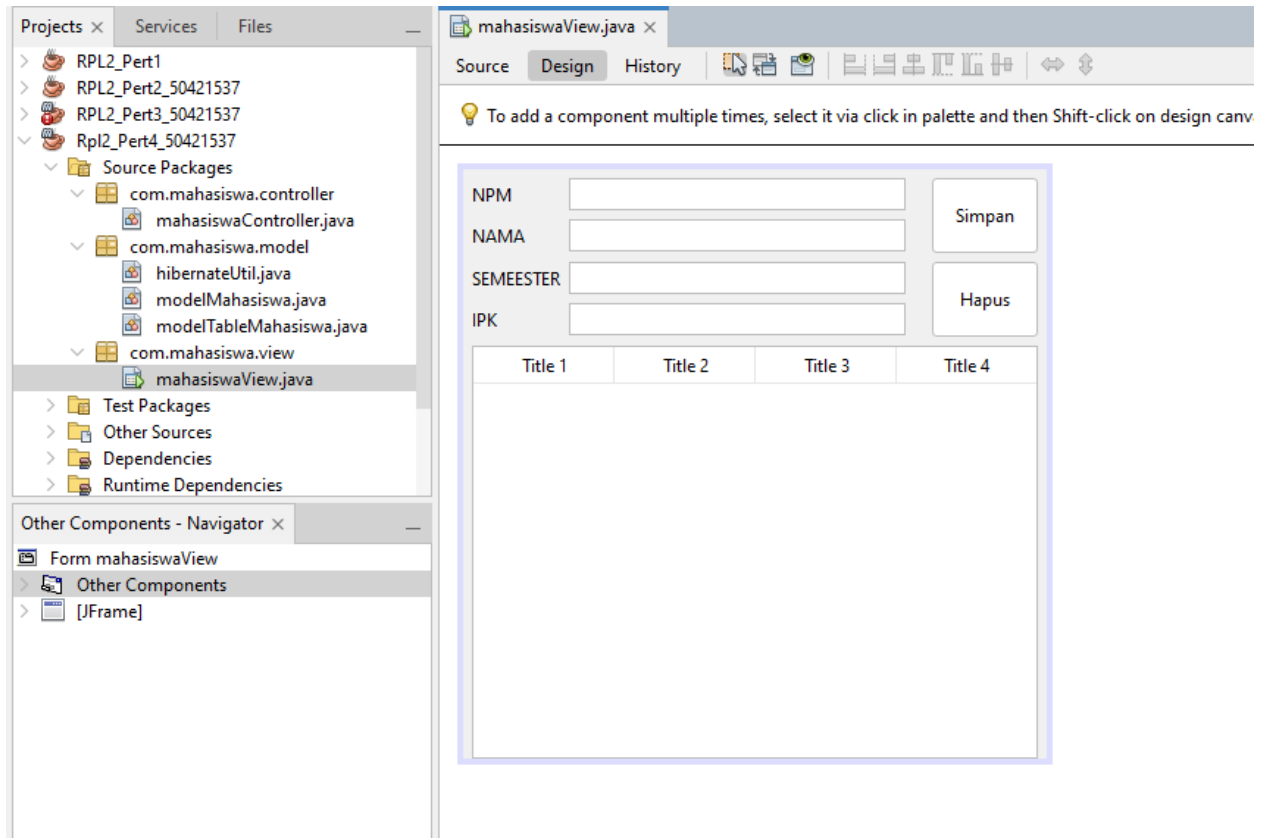 Projects × Services Files
RPL2_Pert1
RPL2_Pert2_50421537
RPL2_Pert3_50421537
Rpl2_Pert4_50421537
Source Packages
com.mahasiswa.controller
mahasiswaController.java
com.mahasiswa.model
hibernateUtil.java
modelMahasiswa.java
modelTableMahasiswa.java
com.mahasiswa.view
mahasiswaView.java
Test Packages
Other Sources
Dependencies
Runtime Dependencies
Other Components - Navigator ×
Form mahasiswaView
Other Components
[JFrame]
mahasiswaView.java ×
Source Design History
To add a component multiple times, select it via click in palette and then Shift-click on design canv
NPM
Simpan
NAMA
SEMEESTER
Hapus
IPK
Title 1 Title 2 Title 3 Title 4